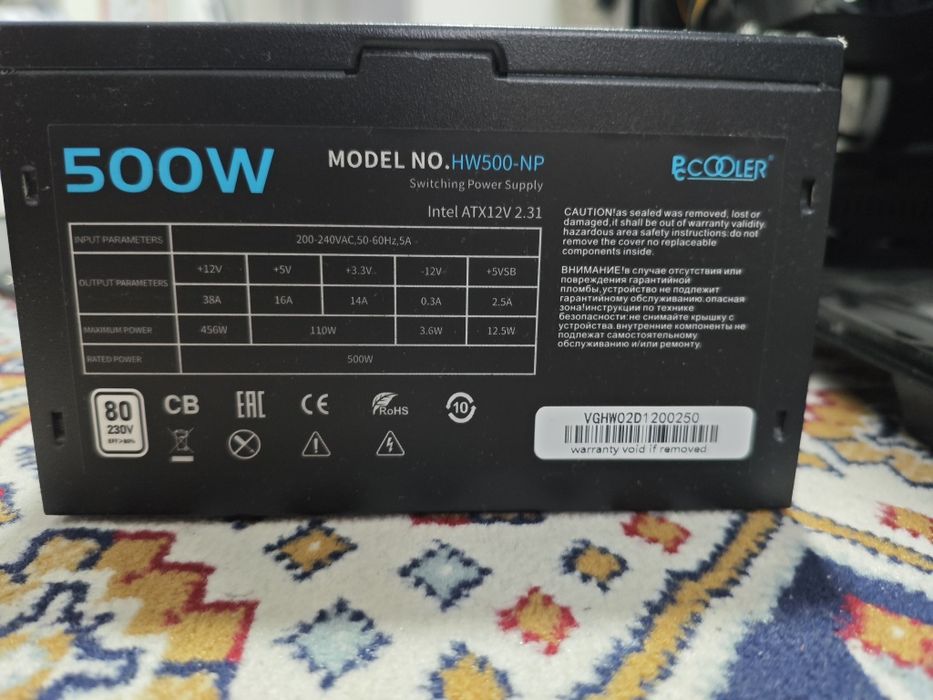 500W
MODEL NO.HW500-NP
Switching Power Supply
Intel ATX12V 2.31
PCCOOLER®
INPUT PARAMETERS 200-240VAC,50-60Hz,5A
OUTPUT PARAMETERS +12V +5V +3.3V -12V +5VSB
38A 16A 14A 0.3A 2.5A
MAXIMUM POWER 456W 110W 3.6W 12.5W
RATED POWER 500W
CAUTION!as sealed was removed, lost or
damaged,it shall be out of warranty validity.
hazardous area safety instructions:do not
remove the cover no replaceable
components inside.
ВНИМАНИЕ!в случае отсутствия или
повреждения гарантийной
пломбы,устройство не подлежит
гарантийному обслуживанию.опасная
зона!инструкции по технике
безопасности:не снимайте крышку с
устройства.внутренние компоненты не
подлежат самостоятельному
обслуживанию и/или ремонту.
80
230V
EFF>80%
CB
EAC
CE
RoHS
10
VGHW02D1200250
warranty void if removed